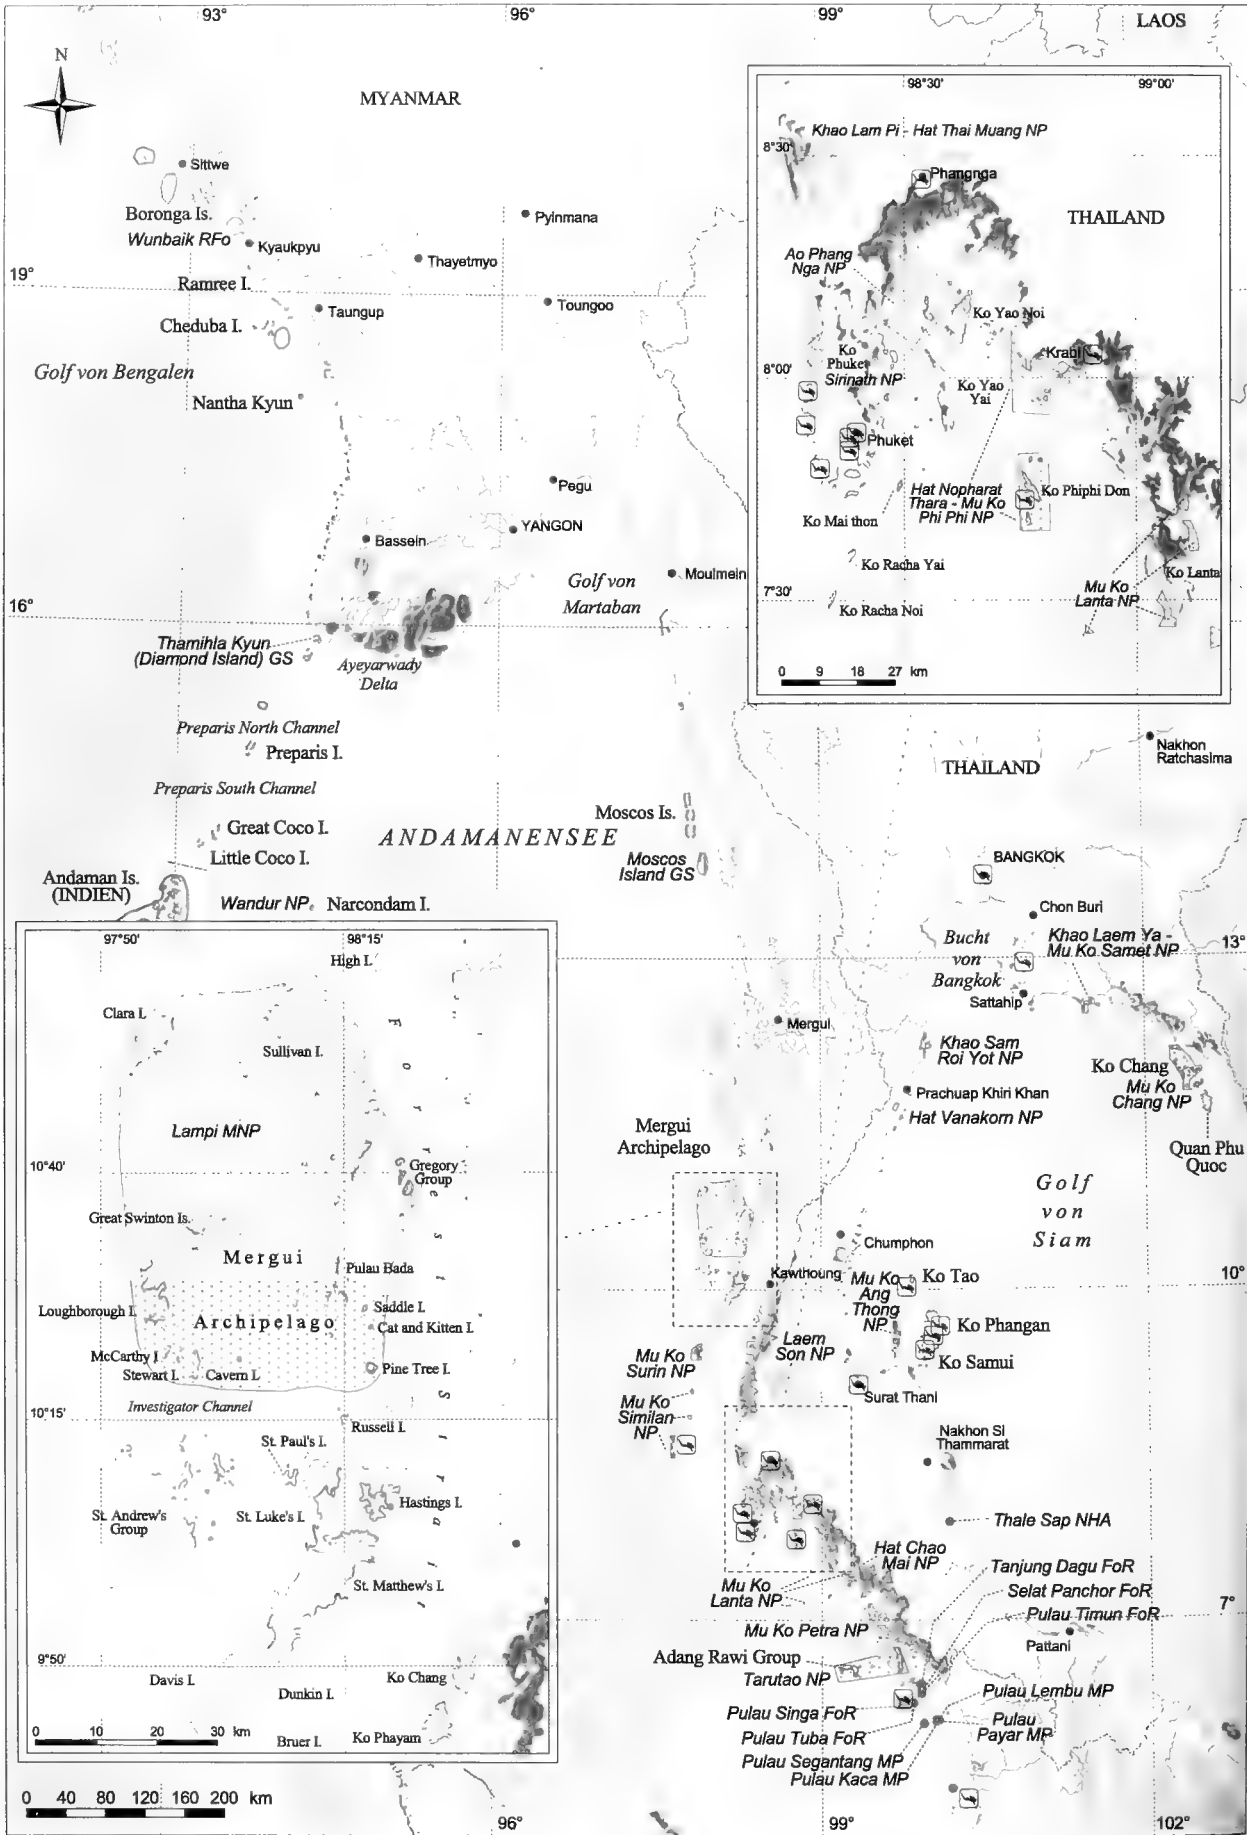 93°
96°
99°
LAOS
N
MYANMAR
Sittwe
Boronga Is.
Wunbaik RFo
Kyaukpyu
Pyinmana
Thayetmyo
19°
Ramree I.
Taungup
Toungoo
Cheduba I.
Golf von Bengalen
Nantha Kyun
Pegu
YANGON
Bassein
Golf von
Martaban
Moulmein
16°
Thamihla Kyun
(Diamond Island) GS
Ayeyarwady
Delta
Preparis North Channel
Preparis I.
Preparis South Channel
Great Coco I.
Little Coco I.
ANDAMANENSEE
Moscos Is.
Moscos
Island GS
Andaman Is.
(INDIEN)
Wandur NP
Narcondam I.
98°30'
99°00'
Khao Lam Pi - Hat Thai Muang NP
8°30'
Phangnga
THAILAND
Ao Phang
Nga NP
Ko Yao Noi
Ko
Phuket
Sirinath NP
Krabi
8°00'
Ko Yao
Yai
Phuket
Hat Nopharat
Thara - Mu Ko
Phi Phi NP
Ko Phiphi Don
Ko Mai thon
Ko Racha Yai
Ko Lanta
Mu Ko
Lanta NP
7°30'
Ko Racha Noi
0 9 18 27 km
Nakhon
Ratchasima
THAILAND
BANGKOK
Chon Buri
Khao Laem Ya -
Mu Ko Samet NP
13°
Bucht
von
Bangkok
Sattahip
Mergui
Khao Sam
Roi Yot NP
Ko Chang
Mu Ko
Chang NP
Prachuap Khiri Khan
Hat Vanakorn NP
Quan Phu
Quoc
Mergui
Archipelago
Golf
von
Siam
Chumphon
Kawthoung
10°
Mu Ko
Ang
Thong
NP
Ko Tao
Ko Phangan
Ko Samui
Laem
Son NP
Mu Ko
Surin NP
Surat Thani
Mu Ko
Similan
NP
Nakhon Si
Thammarat
Thale Sap NHA
Hat Chao
Mai NP
Tanjung Dagu FoR
Selat Panchor FoR
Pulau Timun FoR
Mu Ko
Lanta NP
7°
Mu Ko Petra NP
Pattani
Adang Rawi Group
Tarutao NP
Pulau Lembu MP
Pulau Singa FoR
Pulau
Payar MP
Pulau Tuba FoR
Pulau Segantang MP
Pulau Kaca MP
97°50'
98°15'
High I.
Clara I.
Sullivan I.
Forest Strait
Lampi MNP
10°40'
Gregory
Group
Great Swinton Is.
Mergui
Archipelago
Pulau Bada
Loughborough I.
Saddle I.
Cat and Kitten I.
McCarthy I
Stewart I.
Cavern I.
Pine Tree I.
Investigator Channel
10°15'
Russell I.
St. Paul's I.
St. Andrew's
Group
St. Luke's I.
Hastings I.
St. Matthew's I.
9°50'
Davis I.
Dunkin I.
Ko Chang
Bruer I.
Ko Phayam
0 10 20 30 km
0 40 80 120 160 200 km
96°
99°
102°